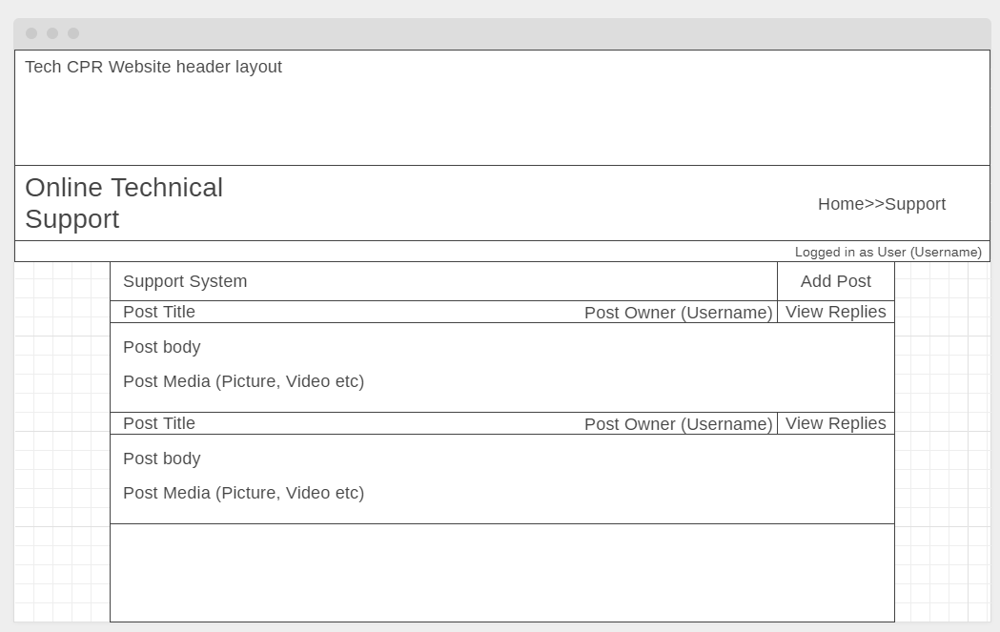 Tech CPR Website header layout
Online Technical
Support
Home>>Support
Logged in as User (Username)
Support System
Add Post
Post Title
Post Owner (Username)
View Replies
Post body
Post Media (Picture, Video etc)
Post Title
Post Owner (Username)
View Replies
Post body
Post Media (Picture, Video etc)